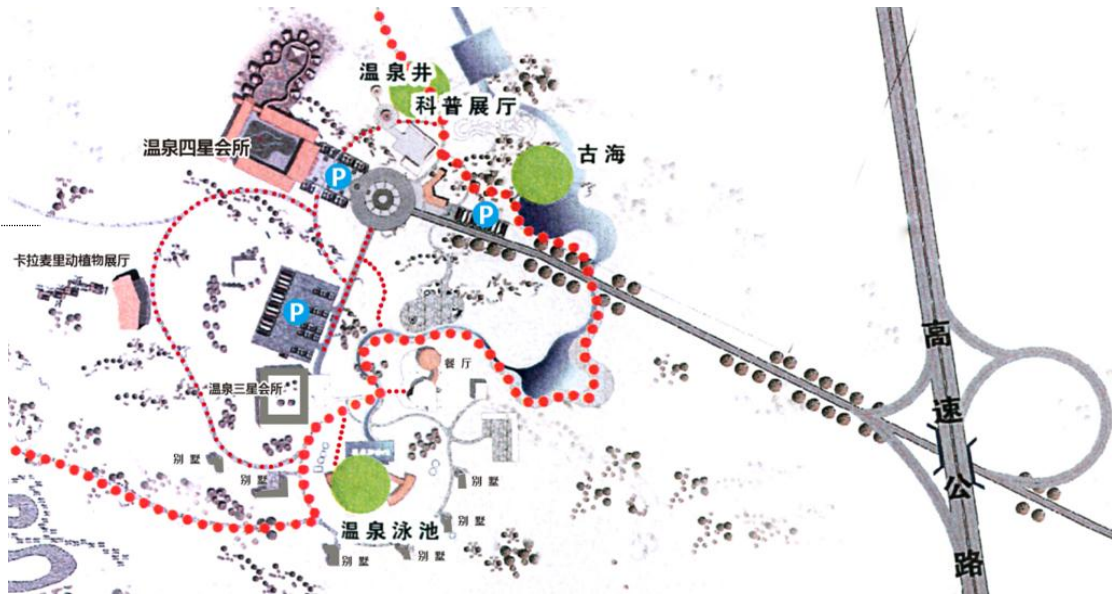 温泉井
科普展厅
温泉四星会所
古海
P
P
卡拉麦里动植物展厅
P
高速公路
餐厅
温泉三星会所
别墅
别墅
别墅
温泉泳池
别墅
别墅
别墅